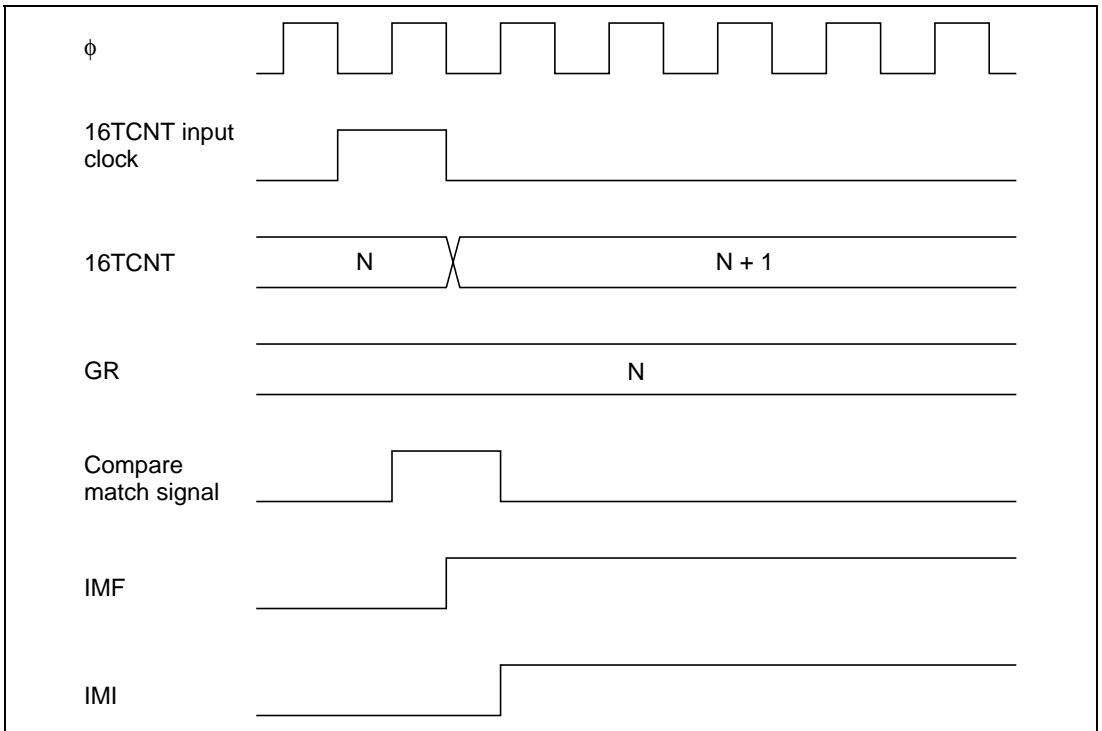 ϕ
16TCNT input
clock
16TCNT
N
N + 1
GR
N
Compare
match signal
IMF
IMI